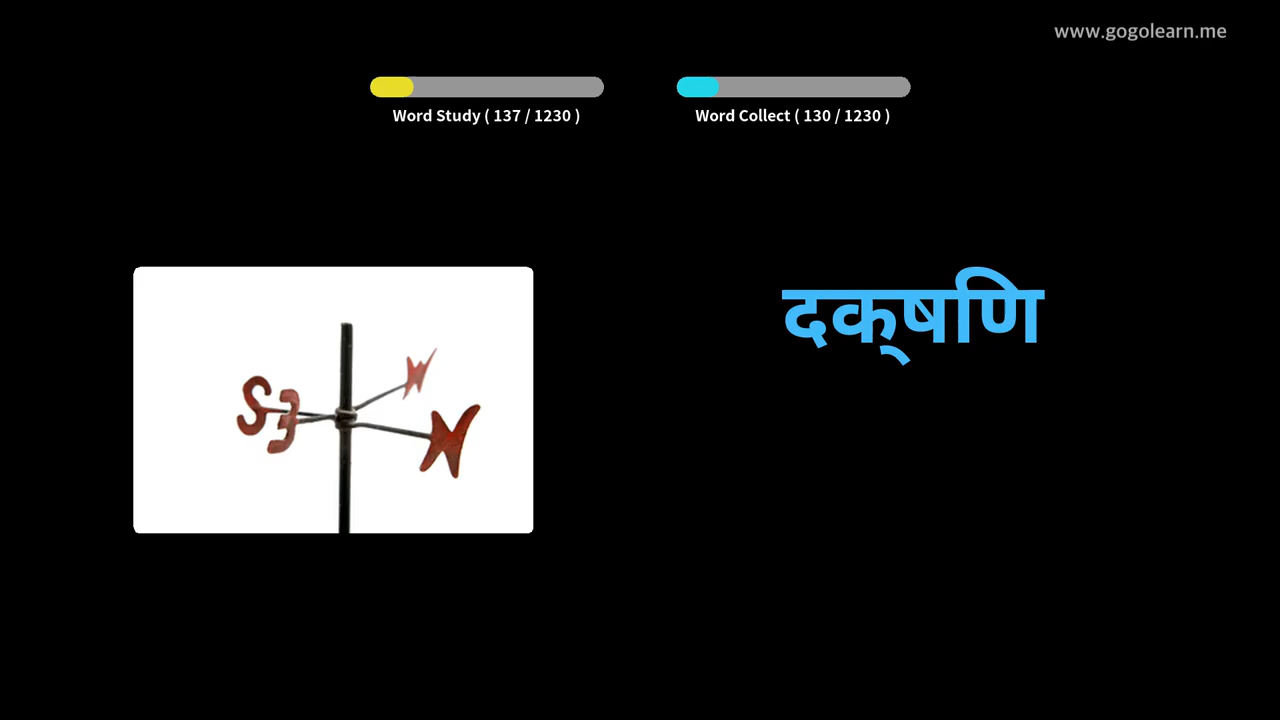 www.gogolearn.me
Word Study ( 137 / 1230 )
Word Collect ( 130 / 1230 )
दक्‌षणि
W
S E N